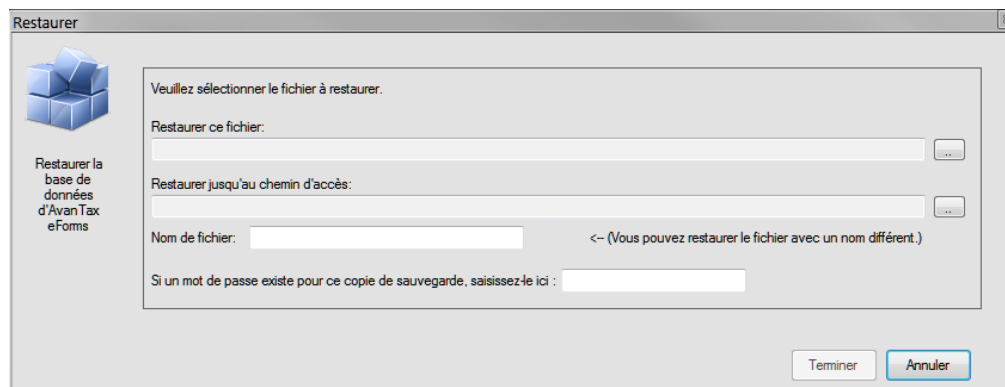 Restaurer
Veuillez sélectionner le fichier à restaurer.
Restaurer ce fichier:
..
Restaurer la
base de
données
d'AvanTax
eForms
Restaurer jusqu'au chemin d'accès:
..
Nom de fichier:
<-- (Vous pouvez restaurer le fichier avec un nom différent.)
Si un mot de passe existe pour ce copie de sauvegarde, saisissez-le ici :
Terminer
Annuler